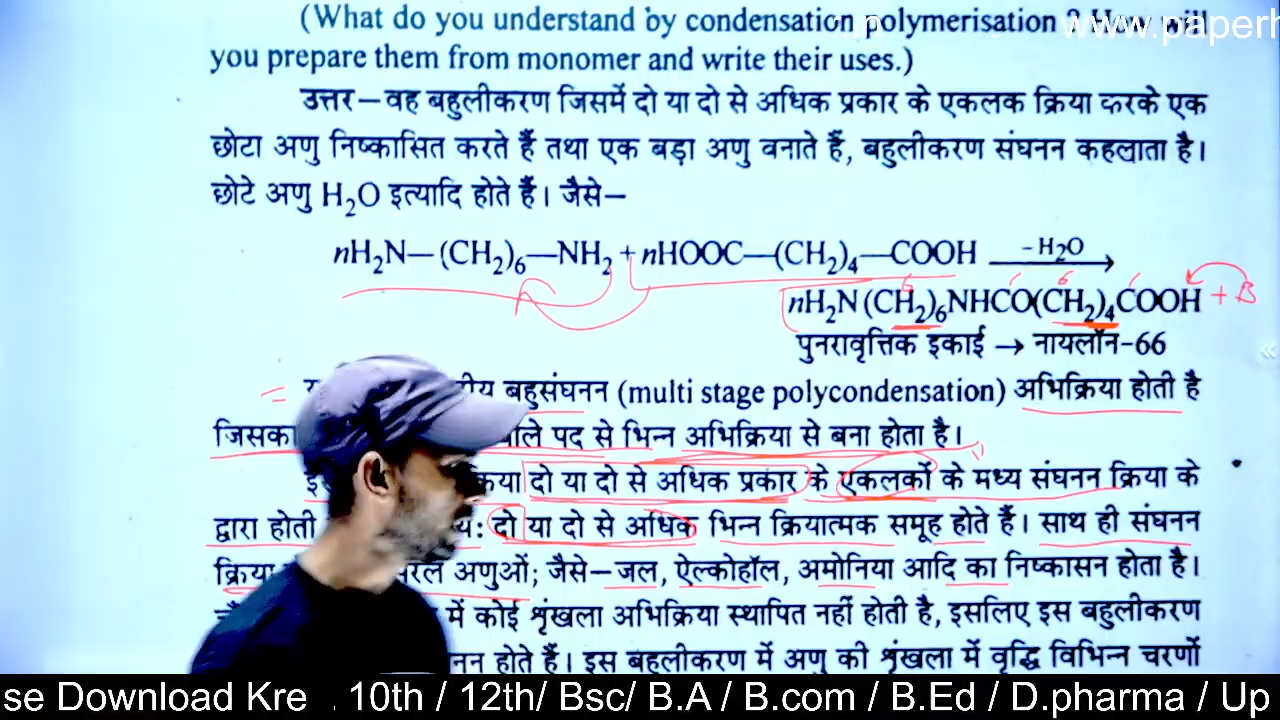 (What do you understand by condensation polymerisation ? How will
www.paperh
you prepare them from monomer and write their uses.)
उत्तर – वह बहुलीकरण जिसमें दो या दो से अधिक प्रकार के एकलक क्रिया करके एक
छोटा अणु निष्कासित करते हैं तथा एक बड़ा अणु बनाते हैं, बहुलीकरण संघनन कहलाता है।
छोटे अणु H₂O इत्यादि होते हैं। जैसे–
nH₂N—(CH₂)₆—NH₂ + nHOOC—(CH₂)₄—COOH –H₂O→
nH₂N(CH₂)₆NHCO(CH₂)₄COOH + B
पुनरावृत्तिक इकाई → नायलॉन-66
बहुसंघनन (multi stage polycondensation) अभिक्रिया होती है
पद से भिन्न अभिक्रिया से बना होता है।
दो या दो से अधिक प्रकार के एकलकों के मध्य संघनन क्रिया के
द्वारा होती दो या दो से अधिक भिन्न क्रियात्मक समूह होते हैं। साथ ही संघनन
क्रिया अणुओं; जैसे–जल, ऐल्कोहॉल, अमोनिया आदि का निष्कासन होता है।
में कोई शृंखला अभिक्रिया स्थापित नहीं होती है, इसलिए इस बहुलीकरण
होते हैं। इस बहुलीकरण में अणु की शृंखला में वृद्धि विभिन्न चरणों
se Download Kre . 10th / 12th/ Bsc/ B.A / B.com / B.Ed / D.pharma / Up